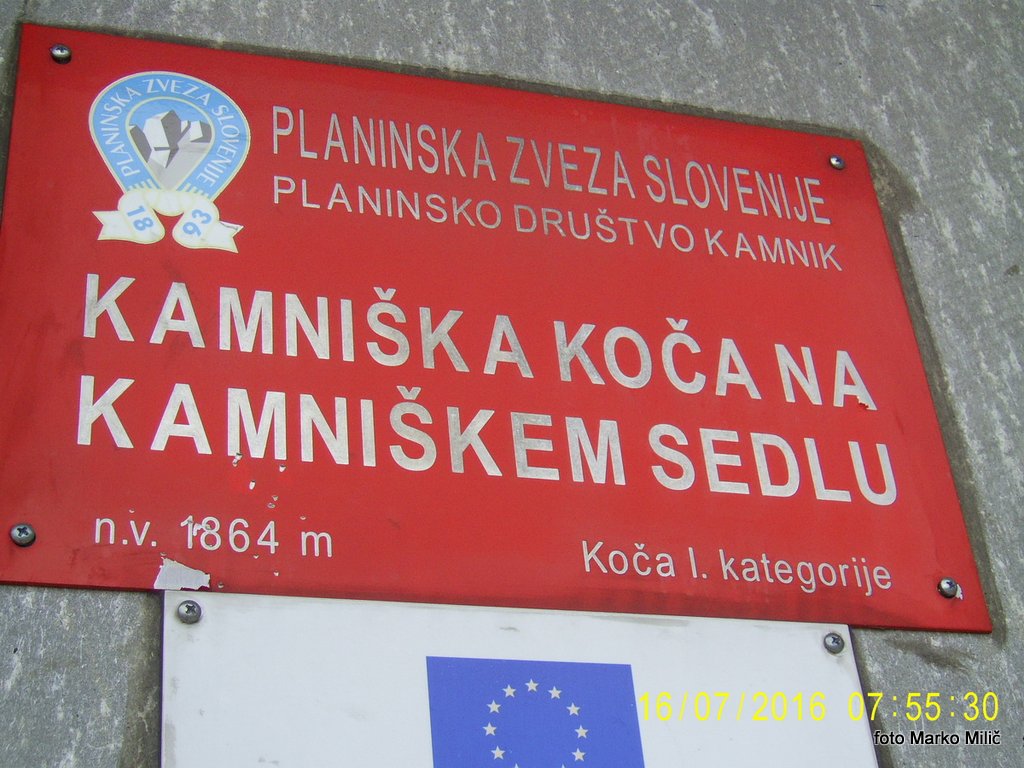 PLANINSKA ZVEZA SLOVENIJE
18 93
PLANINSKA ZVEZA SLOVENIJE
PLANINSKO DRUŠTVO KAMNIK
KAMNIŠKA KOČA NA
KAMNIŠKEM SEDLU
n.v. 1864 m
Koča I. kategorije
16/07/2016 07:55:30
foto Marko Milič